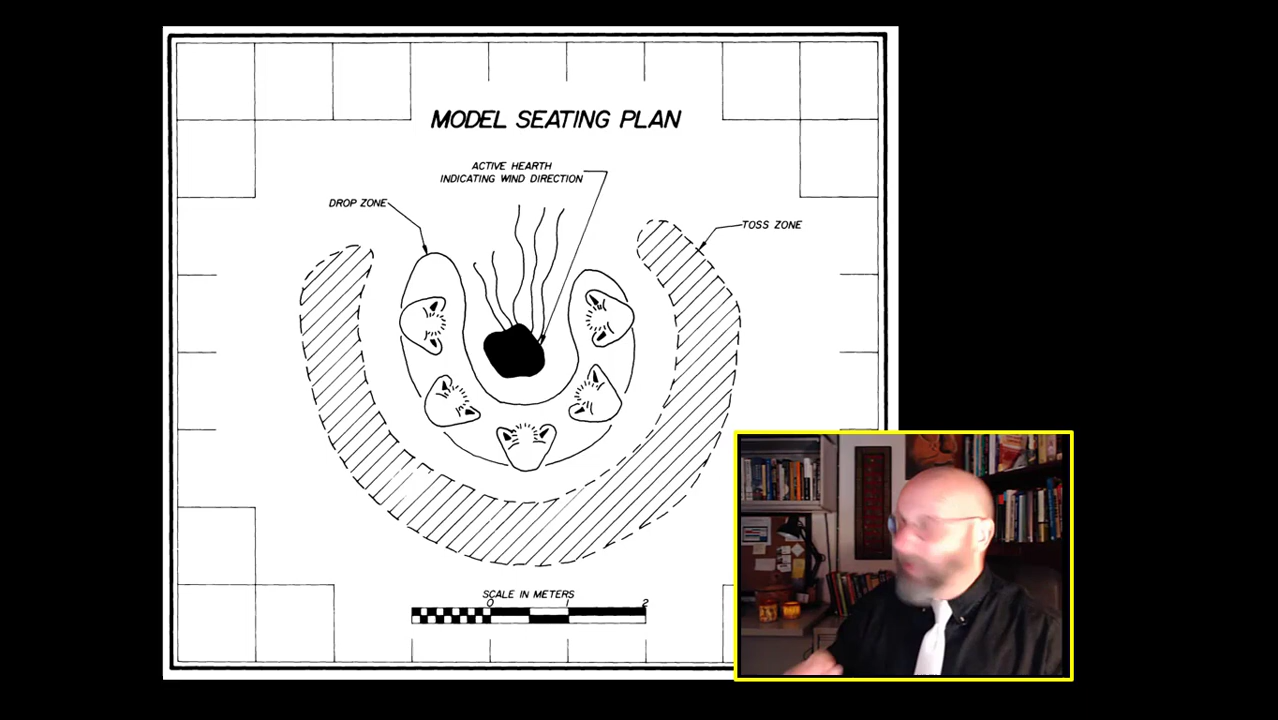 MODEL SEATING PLAN
ACTIVE HEARTH
INDICATING WIND DIRECTION
DROP ZONE
TOSS ZONE
SCALE IN METERS
0 1 2